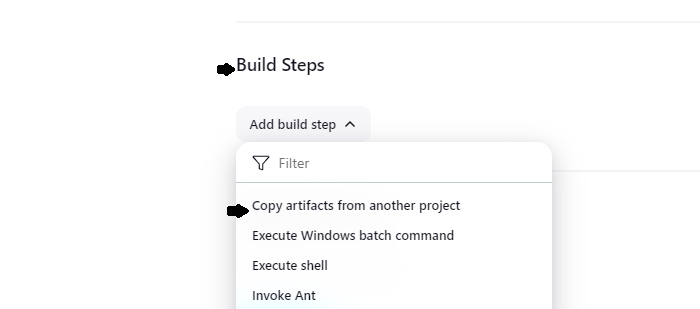 Build Steps
Add build step
Filter
Copy artifacts from another project
Execute Windows batch command
Execute shell
Invoke Ant